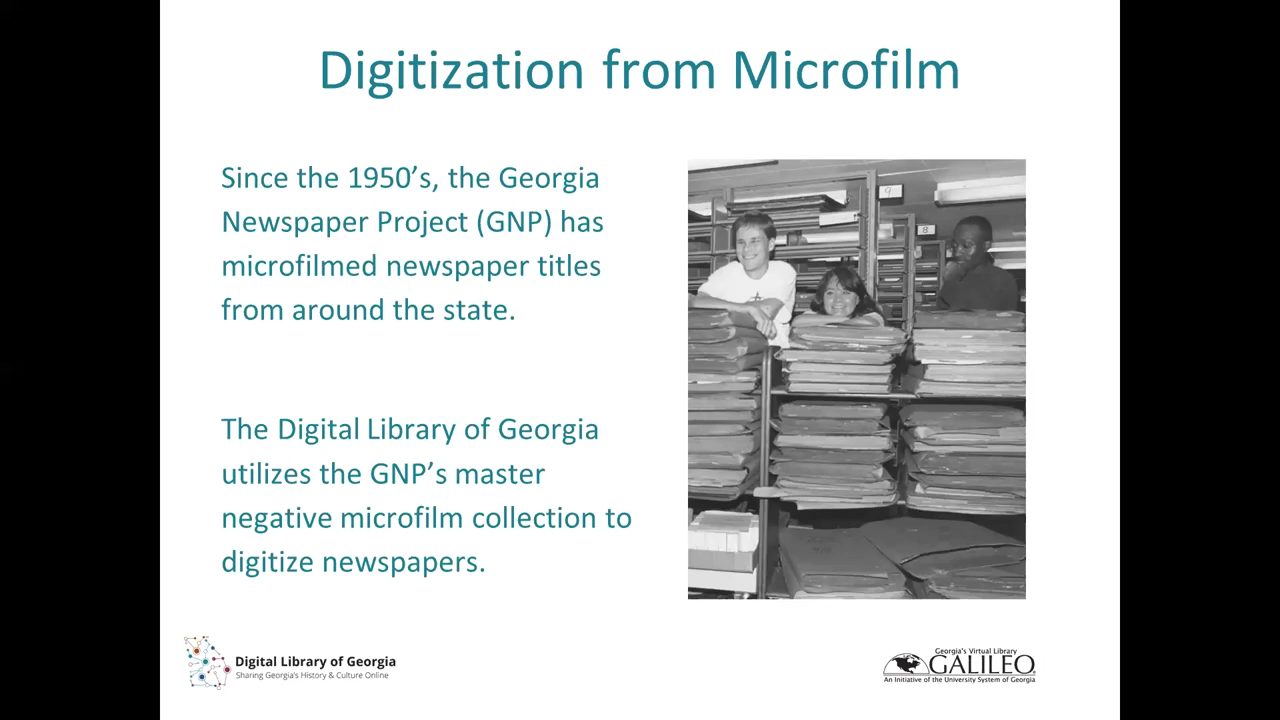 Digitization from Microfilm
Since the 1950's, the Georgia
Newspaper Project (GNP) has
microfilmed newspaper titles
from around the state.
The Digital Library of Georgia
utilizes the GNP's master
negative microfilm collection to
digitize newspapers.
9
8
Digital Library of Georgia
Sharing Georgia's History & Culture Online
Georgia's Virtual Library
GALILEO
An Initiative of the University System of Georgia